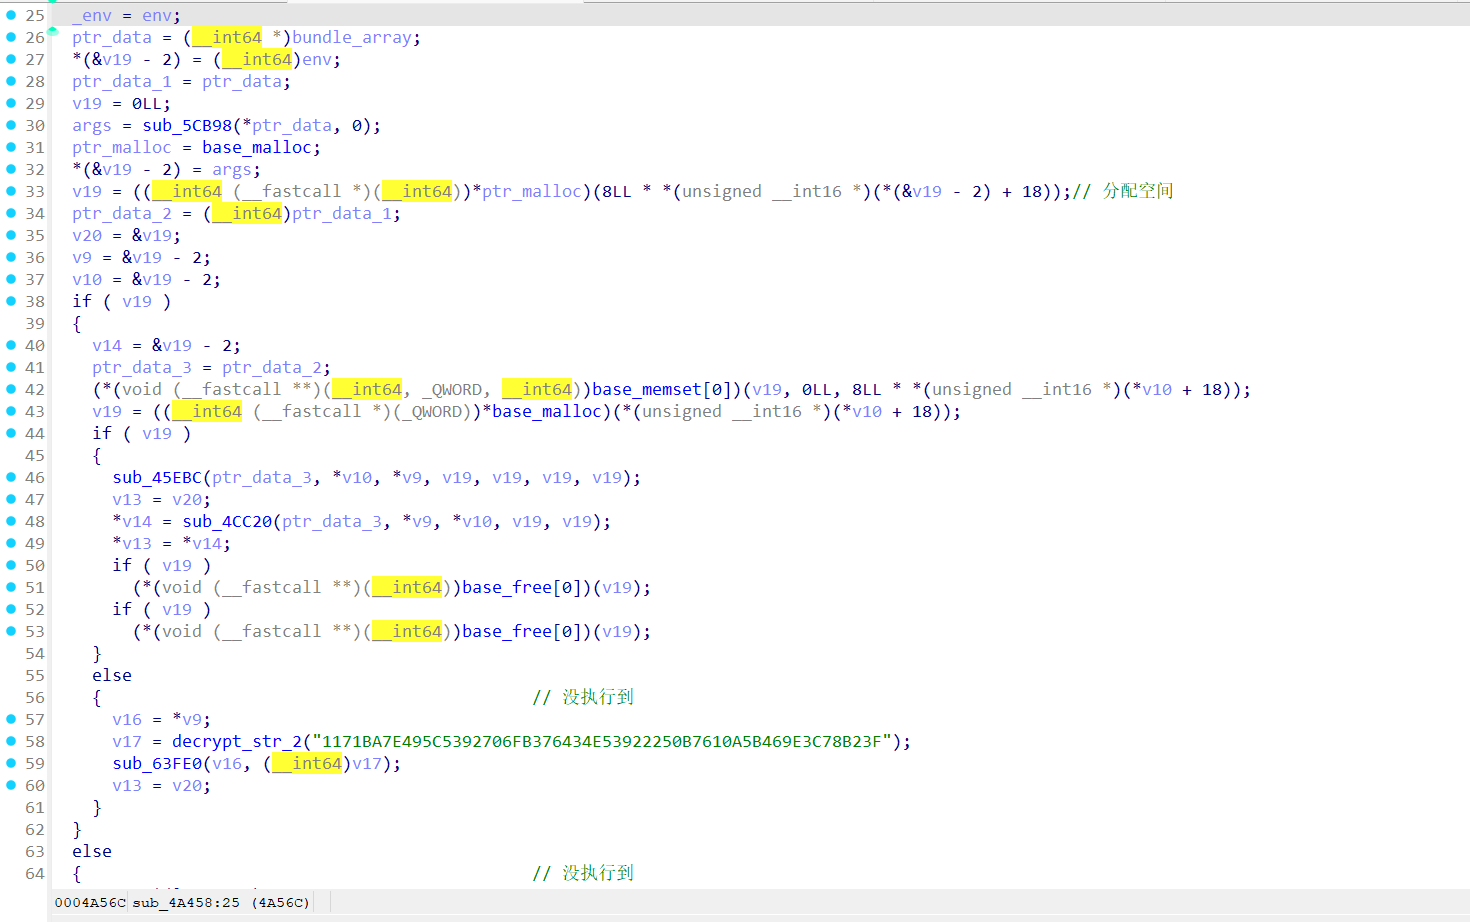 25 _env = env;
26 ptr_data = (__int64 *)bundle_array;
27 *(&v19 - 2) = (__int64)env;
28 ptr_data_1 = ptr_data;
29 v19 = 0LL;
30 args = sub_5CB98(*ptr_data, 0);
31 ptr_malloc = base_malloc;
32 *(&v19 - 2) = args;
33 v19 = ((__int64 (__fastcall *)(__int64))*ptr_malloc)(8LL * *(unsigned __int16 *)(*(&v19 - 2) + 18));// 分配空间
34 ptr_data_2 = (__int64)ptr_data_1;
35 v20 = &v19;
36 v9 = &v19 - 2;
37 v10 = &v19 - 2;
38 if ( v19 )
39 {
40 v14 = &v19 - 2;
41 ptr_data_3 = ptr_data_2;
42 (*(void (__fastcall **)(__int64, _QWORD, __int64))base_memset[0])(v19, 0LL, 8LL * *(unsigned __int16 *)(*v10 + 18));
43 v19 = ((__int64 (__fastcall *)(_QWORD))*base_malloc)(*(unsigned __int16 *)(*v10 + 18));
44 if ( v19 )
45 {
46 sub_45EBC(ptr_data_3, *v10, *v9, v19, v19, v19, v19);
47 v13 = v20;
48 *v14 = sub_4CC20(ptr_data_3, *v9, *v10, v19, v19);
49 *v13 = *v14;
50 if ( v19 )
51 (*(void (__fastcall **)(__int64))base_free[0])(v19);
52 if ( v19 )
53 (*(void (__fastcall **)(__int64))base_free[0])(v19);
54 }
55 else
56 { // 没执行到
57 v16 = *v9;
58 v17 = decrypt_str_2("1171BA7E495C5392706FB376434E53922250B7610A5B469E3C78B23F");
59 sub_63FE0(v16, (__int64)v17);
60 v13 = v20;
61 }
62 }
63 else
64 { // 没执行到
0004A56C sub_4A458:25 (4A56C)